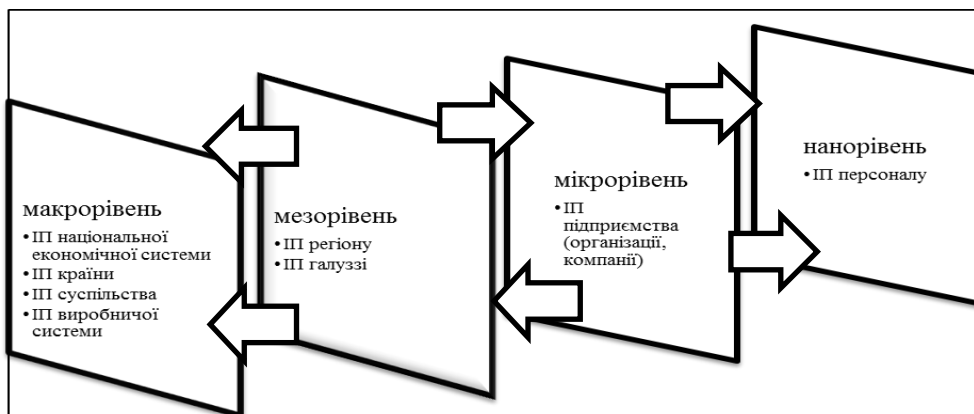 макрорівень
• ІП національної
економічної системи
• ІП країни
• ІП суспільства
• ІП виробничої
системи
мезорівень
• ІП регіону
• ІП галуззі
мікрорівень
• ІП
підприємства
(організації,
компанії)
нанорівень
• ІП персоналу